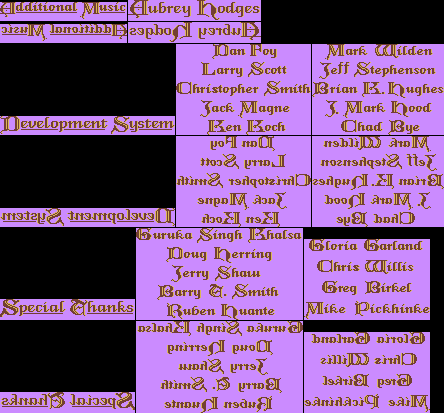 Additional Music
Aubrey Hodges
Additional Music
Aubrey Hodges
Development System
Dan Foy
Larry Scott
Christopher Smith
Jack Magne
Ken Koch
Mark Wilden
Jeff Stephenson
Brian K. Hughes
J. Mark Hood
Chad Bye
Development System
Dan Foy
Larry Scott
Christopher Smith
Jack Magne
Ken Koch
Mark Wilden
Jeff Stephenson
Brian K. Hughes
J. Mark Hood
Chad Bye
Special Thanks
Guruka Singh Khalsa
Doug Herring
Jerry Shaw
Barry T. Smith
Ruben Huante
Gloria Garland
Chris Willis
Greg Birkel
Mike Pickhinke
Special Thanks
Guruka Singh Khalsa
Doug Herring
Jerry Shaw
Barry T. Smith
Ruben Huante
Gloria Garland
Chris Willis
Greg Birkel
Mike Pickhinke